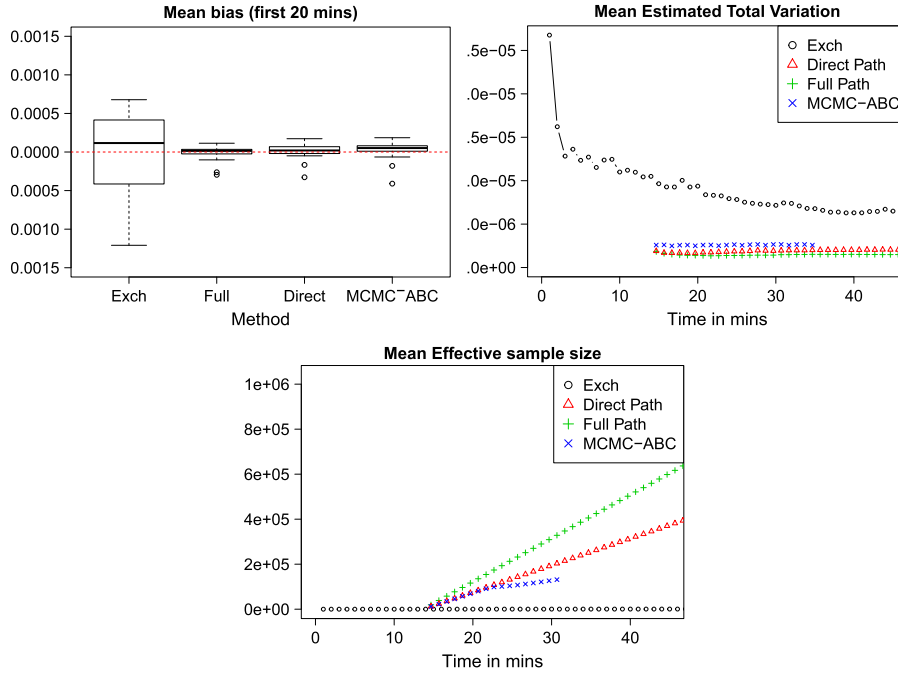 Mean bias (first 20 mins)
0.0015
0.0010
0.0005
0.0000
0.0005
0.0010
0.0015
Exch Full Direct MCMC−ABC
Method
Mean Estimated Total Variation
.5e−05
.0e−05
.5e−05
.0e−05
.0e−06
.0e+00
Exch
Direct Path
Full Path
MCMC−ABC
0 10 20 30 40
Time in mins
Mean Effective sample size
1e+06
8e+05
6e+05
4e+05
2e+05
0e+00
Exch
Direct Path
Full Path
MCMC−ABC
0 10 20 30 40
Time in mins